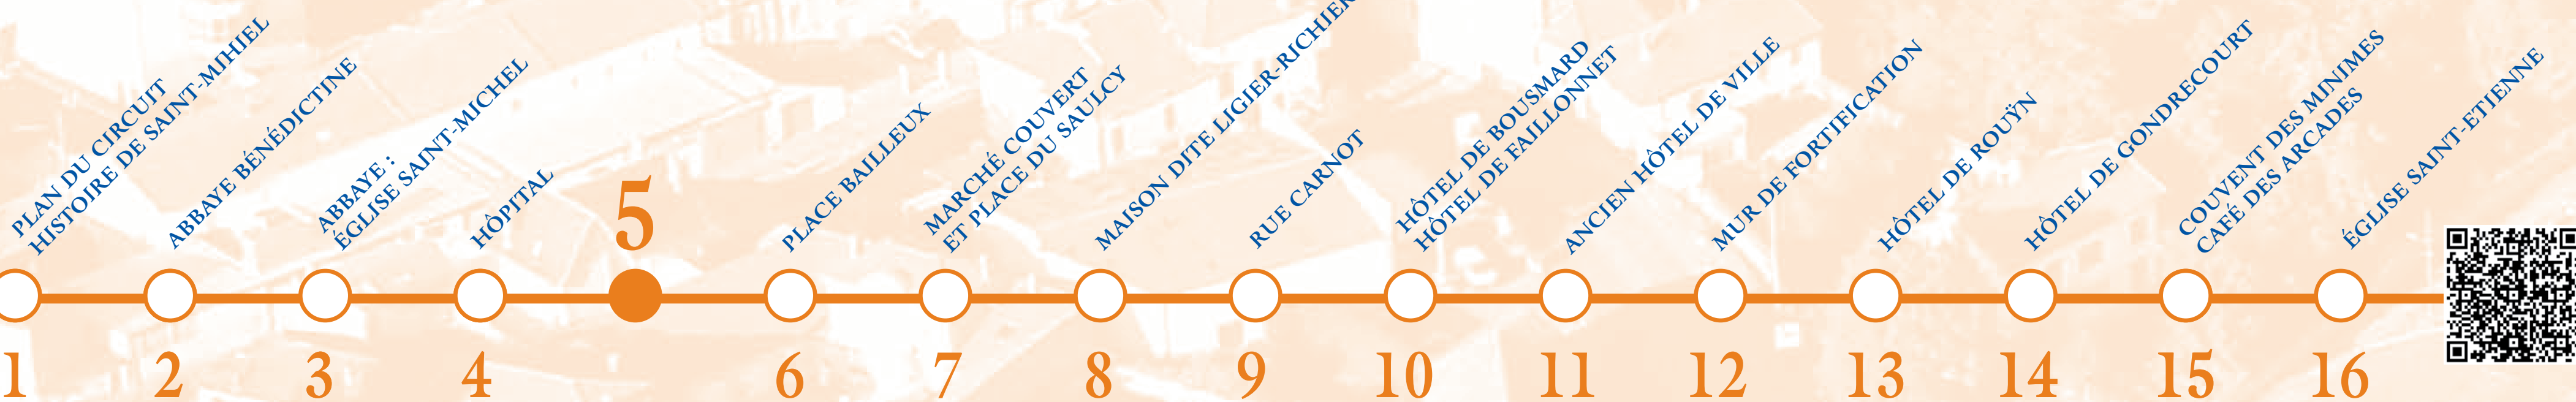 PLAN DU CIRCUIT
HISTOIRE DE SAINT-MIHIEL
ABBAYE BÉNÉDICTINE
ABBAYE :
ÉGLISE SAINT-MICHEL
HÔPITAL
5
PLACE BAILLEUX
MARCHÉ COUVERT
ET PLACE DU SAULCY
MAISON DITE LIGIER-RICHIER
RUE CARNOT
HÔTEL DE BOUSMARD
HÔTEL DE FAILLONNET
ANCIEN HÔTEL DE VILLE
MUR DE FORTIFICATION
HÔTEL DE ROUŸN
HÔTEL DE GONDRECOURT
COUVENT DES MINIMES
CAFÉ DES ARCADES
ÉGLISE SAINT-ETIENNE
1 2 3 4 6 7 8 9 10 11 12 13 14 15 16